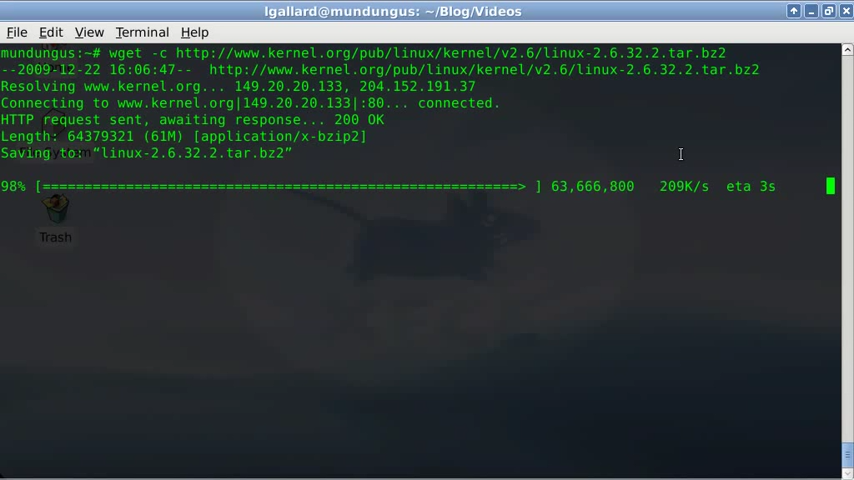 lgallard@mundungus: ~/Blog/Videos
File Edit View Terminal Help
mundungus:~# wget -c http://www.kernel.org/pub/linux/kernel/v2.6/linux-2.6.32.2.tar.bz2
--2009-12-22 16:06:47--  http://www.kernel.org/pub/linux/kernel/v2.6/linux-2.6.32.2.tar.bz2
Resolving www.kernel.org... 149.20.20.133, 204.152.191.37
Connecting to www.kernel.org|149.20.20.133|:80... connected.
HTTP request sent, awaiting response... 200 OK
Length: 64379321 (61M) [application/x-bzip2]
Saving to: “linux-2.6.32.2.tar.bz2”
98% [=========================================================> ] 63,666,800   209K/s  eta 3s
Trash